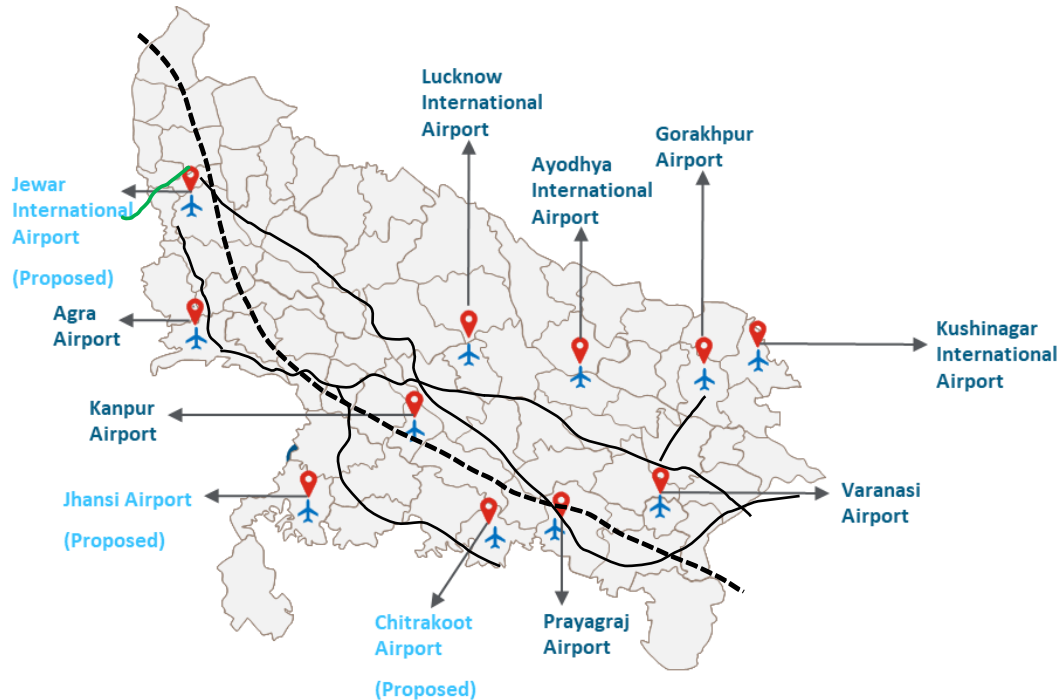 Lucknow
International
Airport
Gorakhpur
Airport
Ayodhya
International
Airport
Jewar
International
Airport
(Proposed)
Agra
Airport
Kushinagar
International
Airport
Kanpur
Airport
Jhansi Airport
(Proposed)
Varanasi
Airport
Chitrakoot
Airport
(Proposed)
Prayagraj
Airport